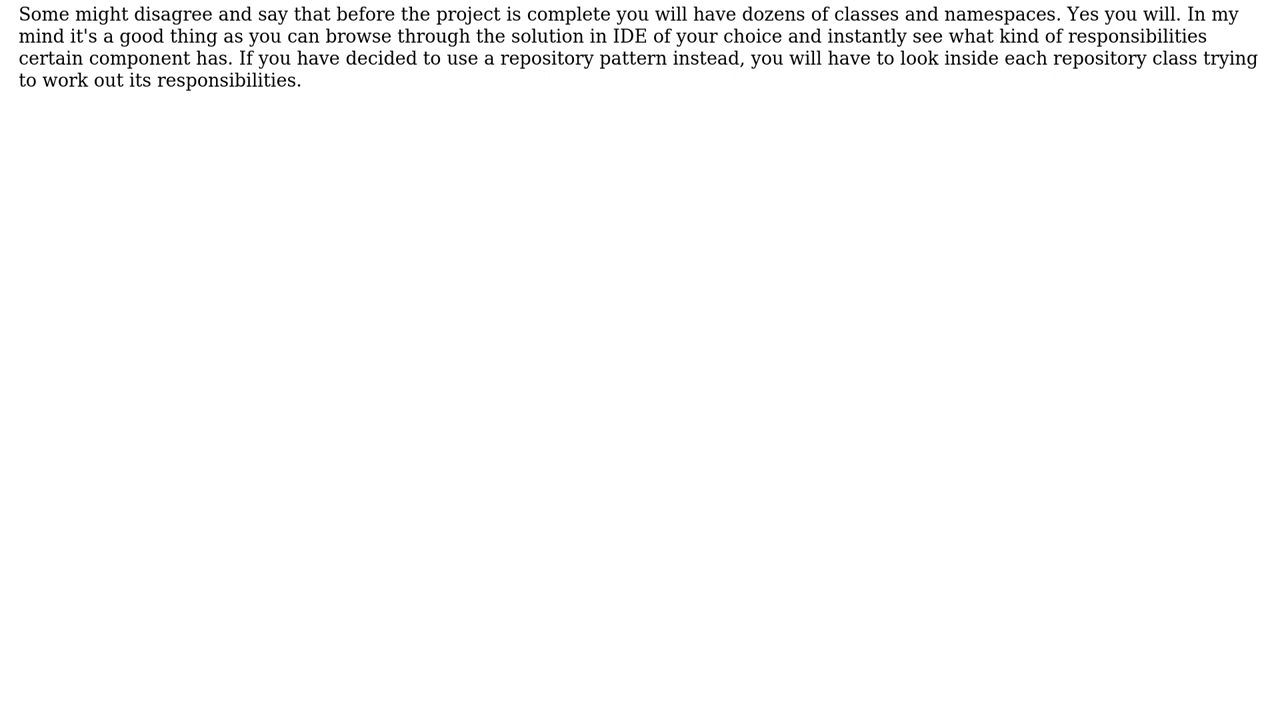 Some might disagree and say that before the project is complete you will have dozens of classes and namespaces. Yes you will. In my
mind it's a good thing as you can browse through the solution in IDE of your choice and instantly see what kind of responsibilities
certain component has. If you have decided to use a repository pattern instead, you will have to look inside each repository class trying
to work out its responsibilities.